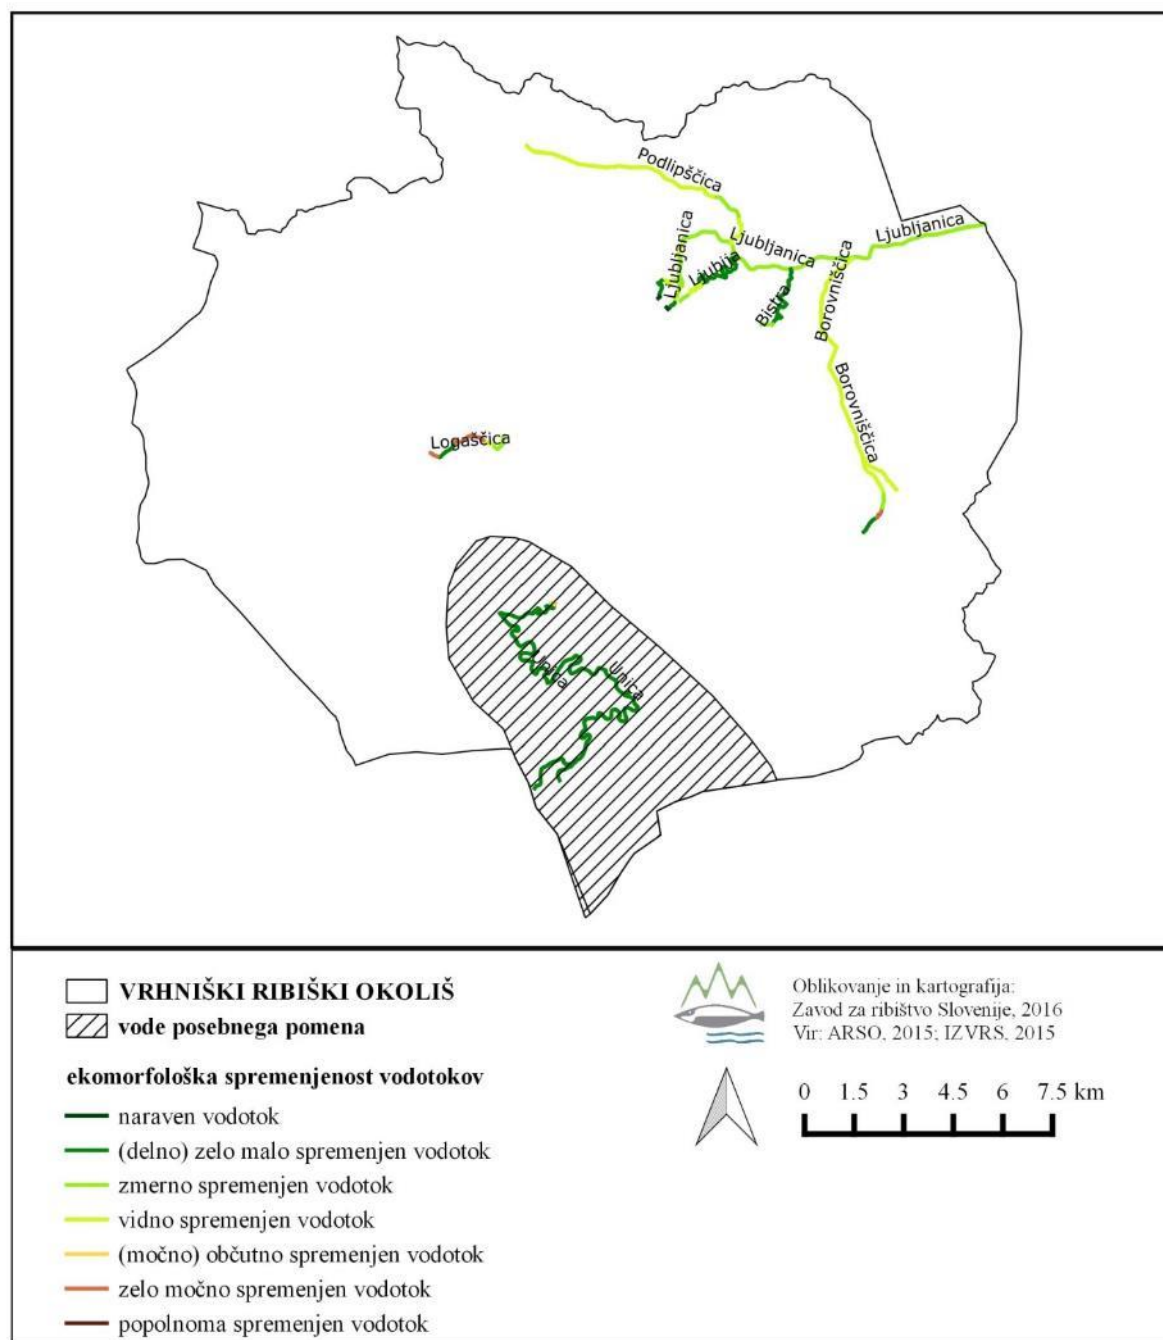 Podlipščica
Ljubljanica
Ljubljanica
Ljubljanica
Ljubija
Bistra
Borovniščica
Borovniščica
Logaščica
Unica
Unica
VRHNIŠKI RIBIŠKI OKOLIŠ
vode posebnega pomena
ekomorfološka spremenjenost vodotokov
naraven vodotok
(delno) zelo malo spremenjen vodotok
zmerno spremenjen vodotok
vidno spremenjen vodotok
(močno) občutno spremenjen vodotok
zelo močno spremenjen vodotok
popolnoma spremenjen vodotok
Oblikovanje in kartografija:
Zavod za ribištvo Slovenije, 2016
Vir: ARSO, 2015; IZVRS, 2015
0 1.5 3 4.5 6 7.5 km